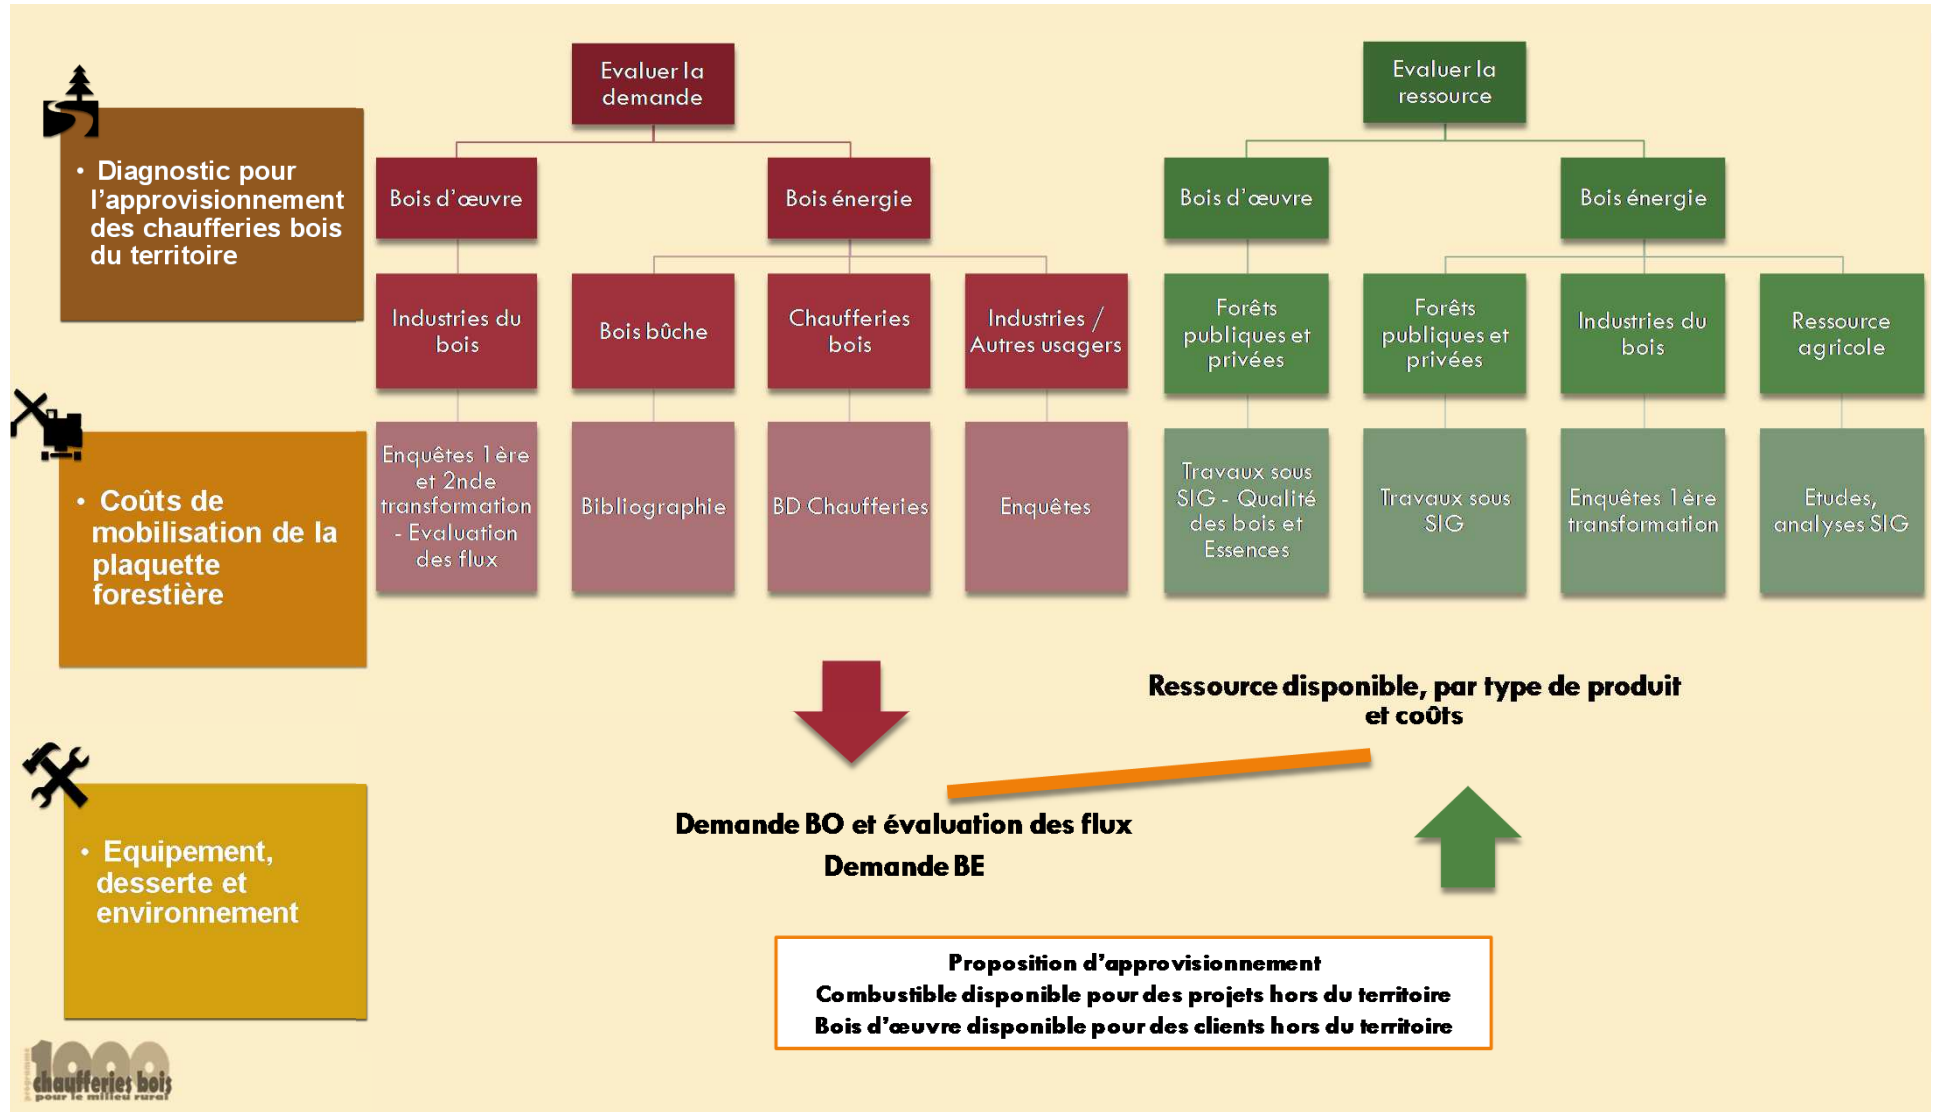 Evaluer la
demande
Evaluer la
ressource
• Diagnostic pour
l'approvisionnement
des chaufferies bois
du territoire
Bois d'œuvre
Bois énergie
Bois d'œuvre
Bois énergie
Industries du
bois
Bois bûche
Chaufferies
bois
Industries /
Autres usagers
Forêts
publiques et
privées
Forêts
publiques et
privées
Industries du
bois
Ressource
agricole
• Coûts de
mobilisation de la
plaquette
forestière
Enquêtes 1ère
et 2nde
transformation
- Evaluation
des flux
Bibliographie
BD Chaufferies
Enquêtes
Travaux sous
SIG - Qualité
des bois et
Essences
Travaux sous
SIG
Enquêtes 1ère
transformation
Etudes,
analyses SIG
Ressource disponible, par type de produit
et coûts
• Equipement,
desserte et
environnement
Demande BO et évaluation des flux
Demande BE
Proposition d'approvisionnement
Combustible disponible pour des projets hors du territoire
Bois d'œuvre disponible pour des clients hors du territoire
programme
1000
chaufferies bois
pour le milieu rural